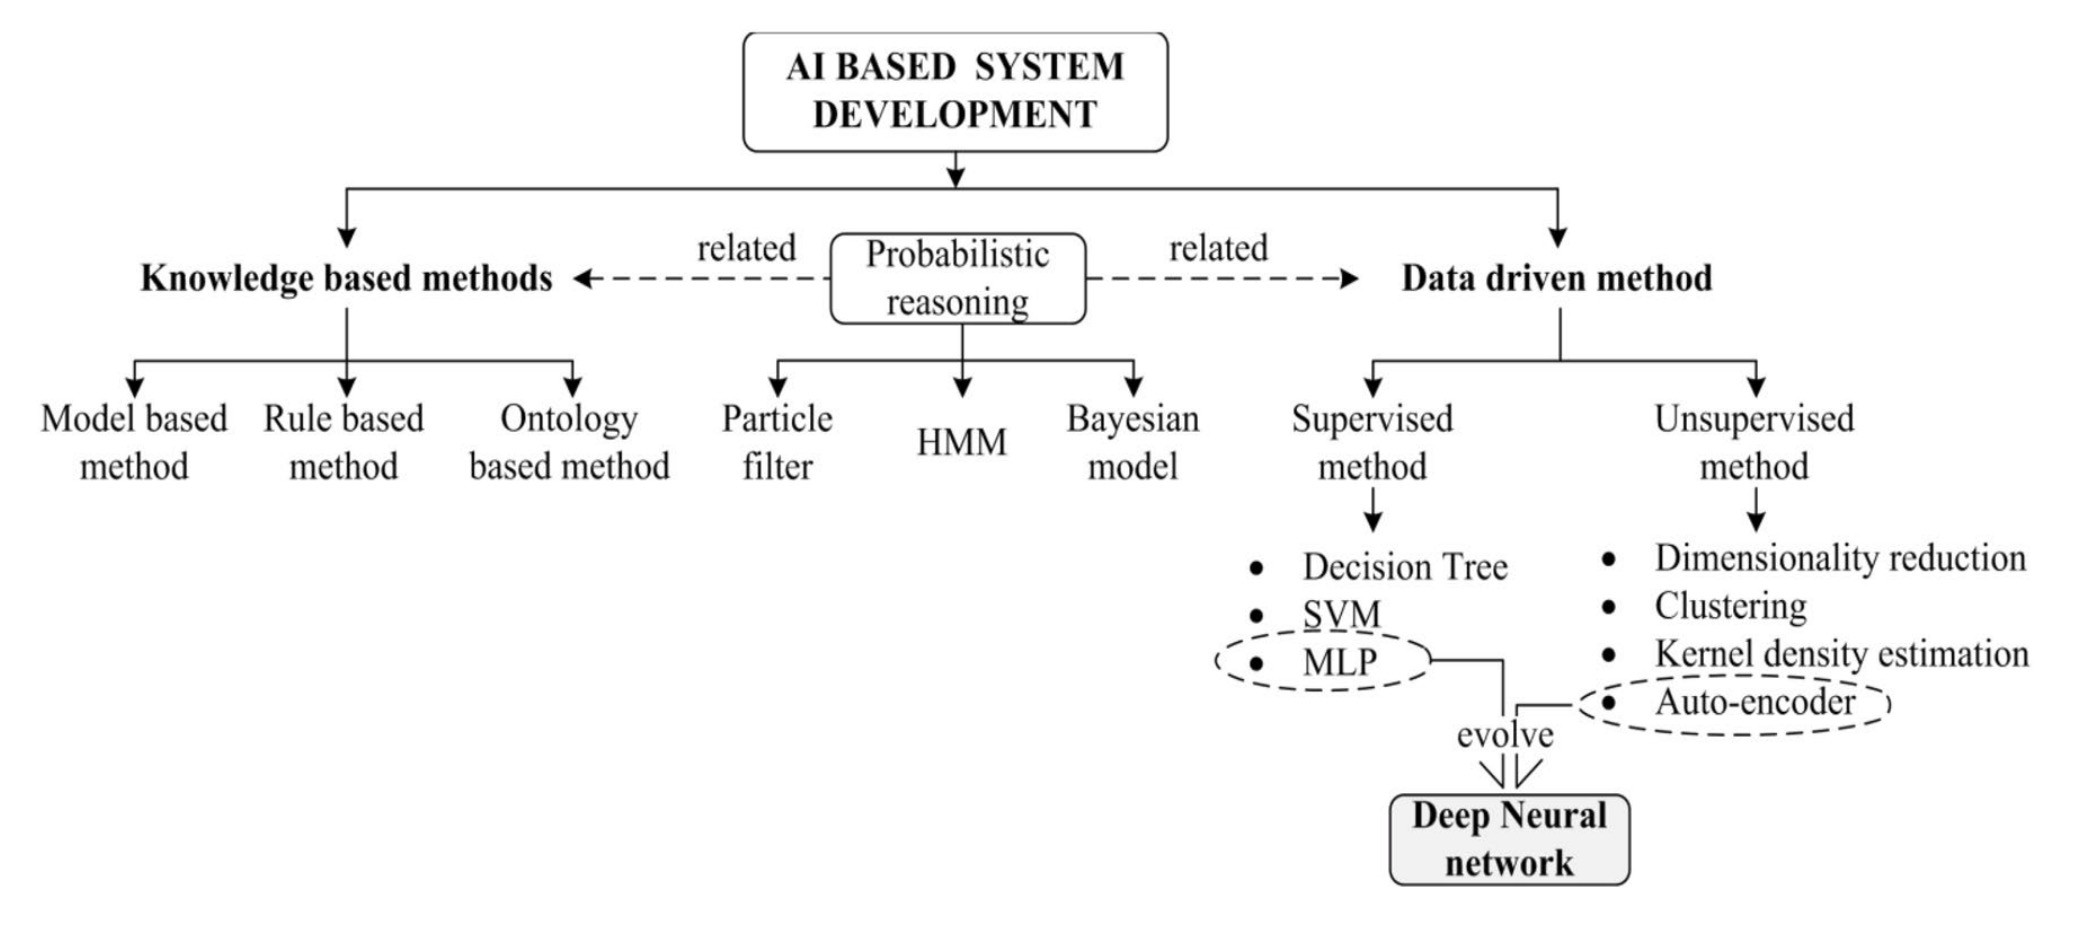 AI BASED SYSTEM
DEVELOPMENT
Knowledge based methods
related
Probabilistic
reasoning
related
Data driven method
Model based
method
Rule based
method
Ontology
based method
Particle
filter
HMM
Bayesian
model
Supervised
method
Unsupervised
method
• Decision Tree
• SVM
• MLP
• Dimensionality reduction
• Clustering
• Kernel density estimation
• Auto-encoder
evolve
Deep Neural
network